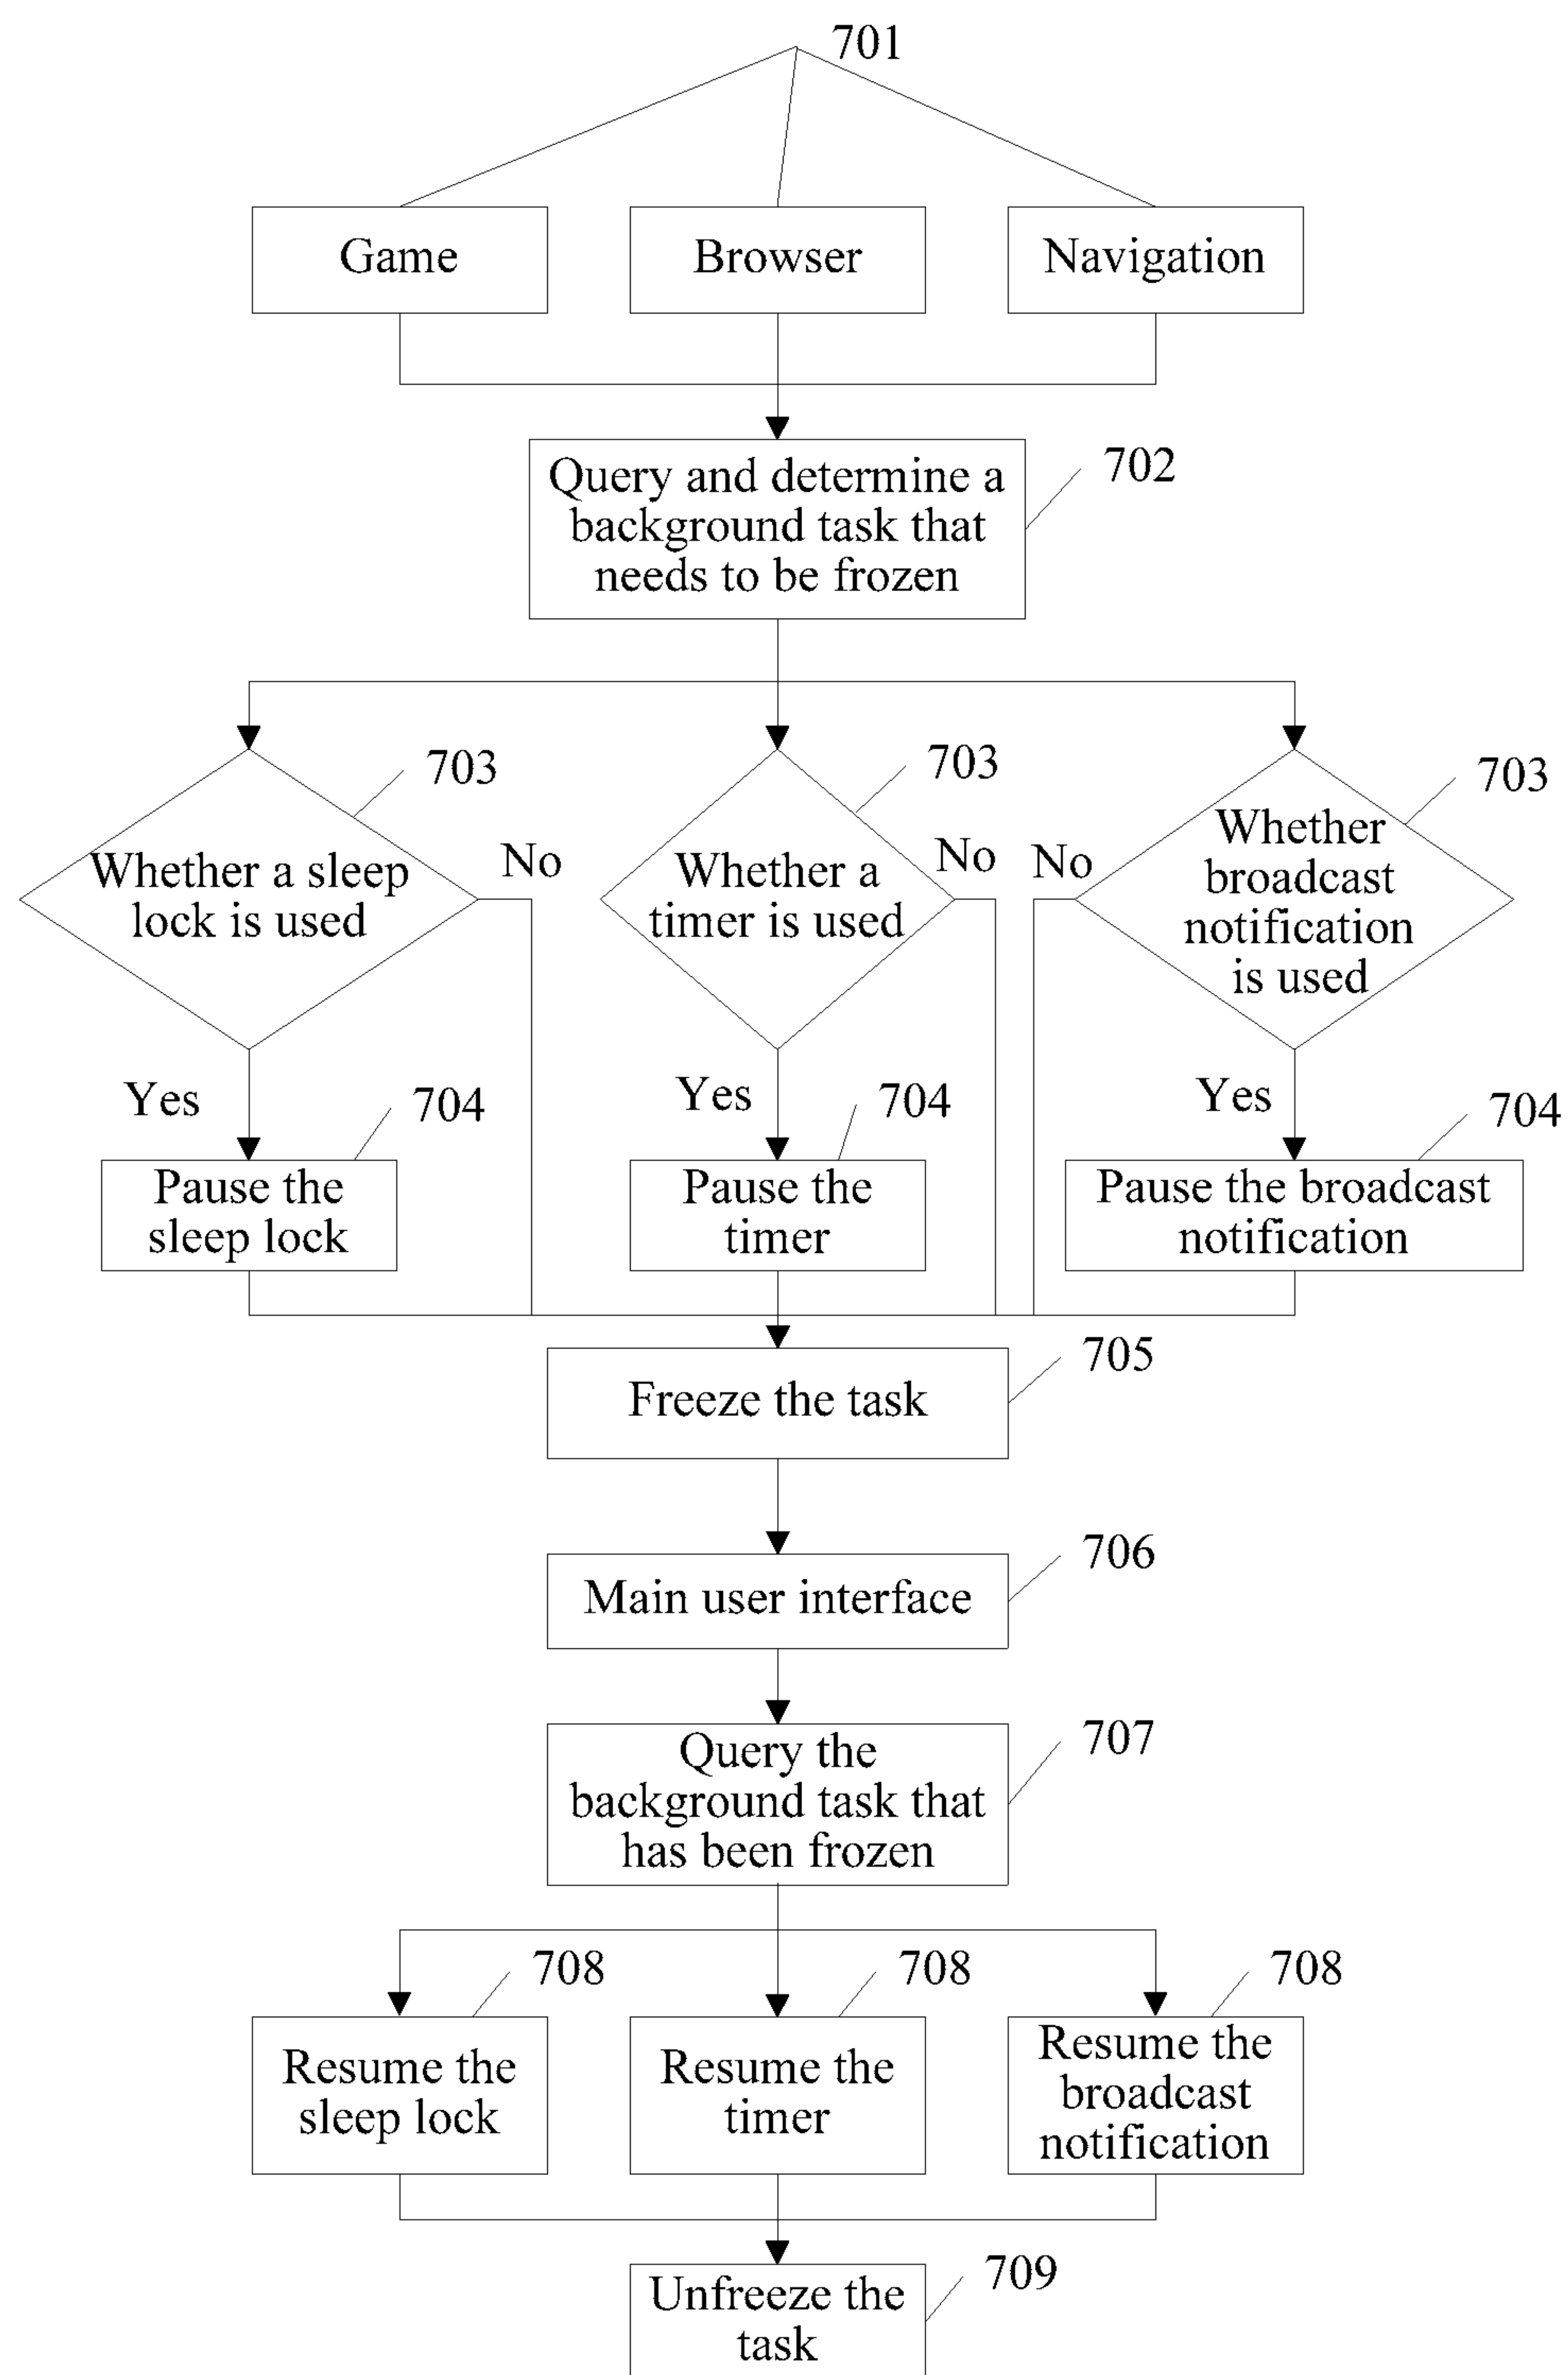 701
Game
Browser
Navigation
Query and determine a
background task that
needs to be frozen
702
703
Whether a sleep
lock is used
No
703
Whether a
timer is used
No
703
Whether
broadcast
notification
is used
No
Yes
704
Pause the
sleep lock
Yes
704
Pause the
timer
Yes
704
Pause the broadcast
notification
705
Freeze the task
706
Main user interface
707
Query the
background task that
has been frozen
708
Resume the
sleep lock
708
Resume the
timer
708
Resume the
broadcast
notification
709
Unfreeze the
task